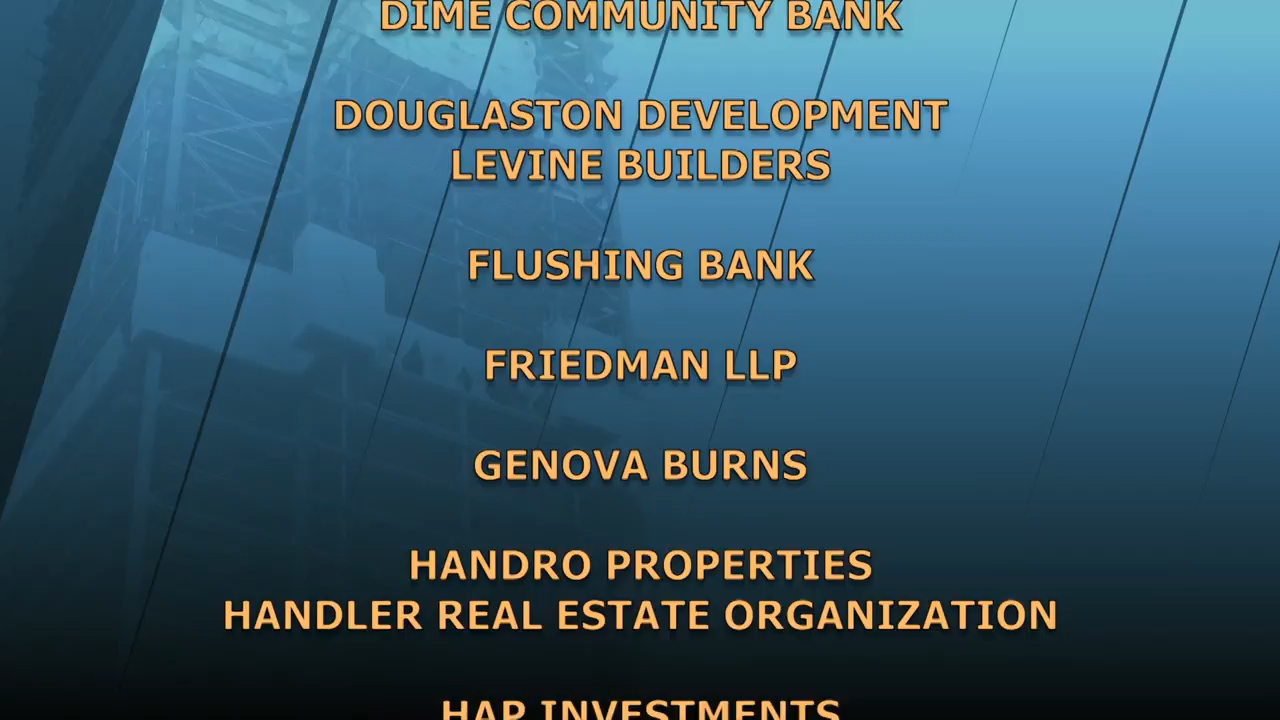 DIME COMMUNITY BANK
DOUGLASTON DEVELOPMENT
LEVINE BUILDERS
FLUSHING BANK
FRIEDMAN LLP
GENOVA BURNS
HANDRO PROPERTIES
HANDLER REAL ESTATE ORGANIZATION
HAP INVESTMENTS